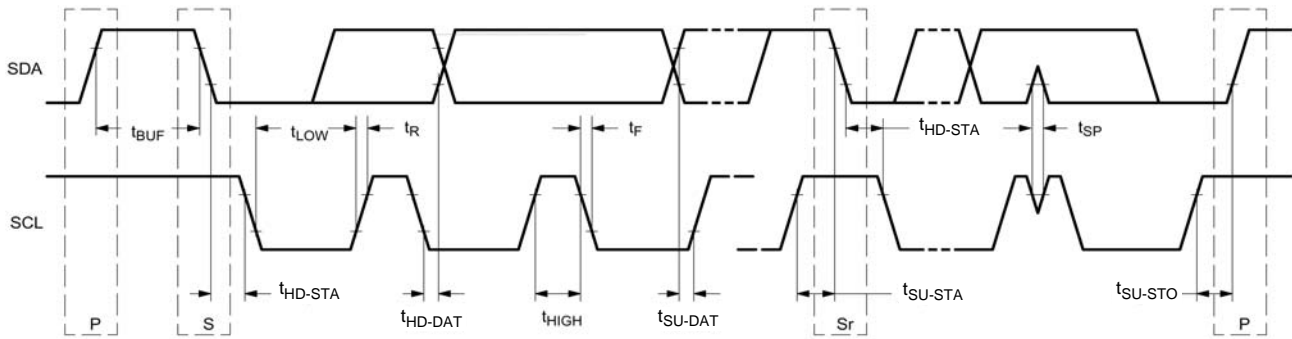 SDA
tBUF
tLOW
tR
tF
tHD-STA
tSP
SCL
tHD-STA
tHD-DAT
tHIGH
tSU-DAT
tSU-STA
tSU-STO
P
S
Sr
P